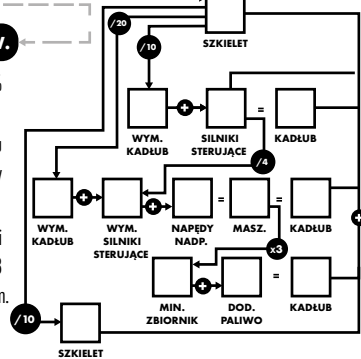 /20
SZKIELET
/10
+
=
WYM.
KADŁUB
SILNIKI
STERUJĄCE
KADŁUB
/4
+
+
=
=
WYM.
KADŁUB
WYM.
SILNIKI
STERUJĄCE
NAPĘDY
NADP.
MASZ.
KADŁUB
+
x3
+
=
MIN.
ZBIORNIK
DOD.
PALIWO
KADŁUB
m.
/10
SZKIELET